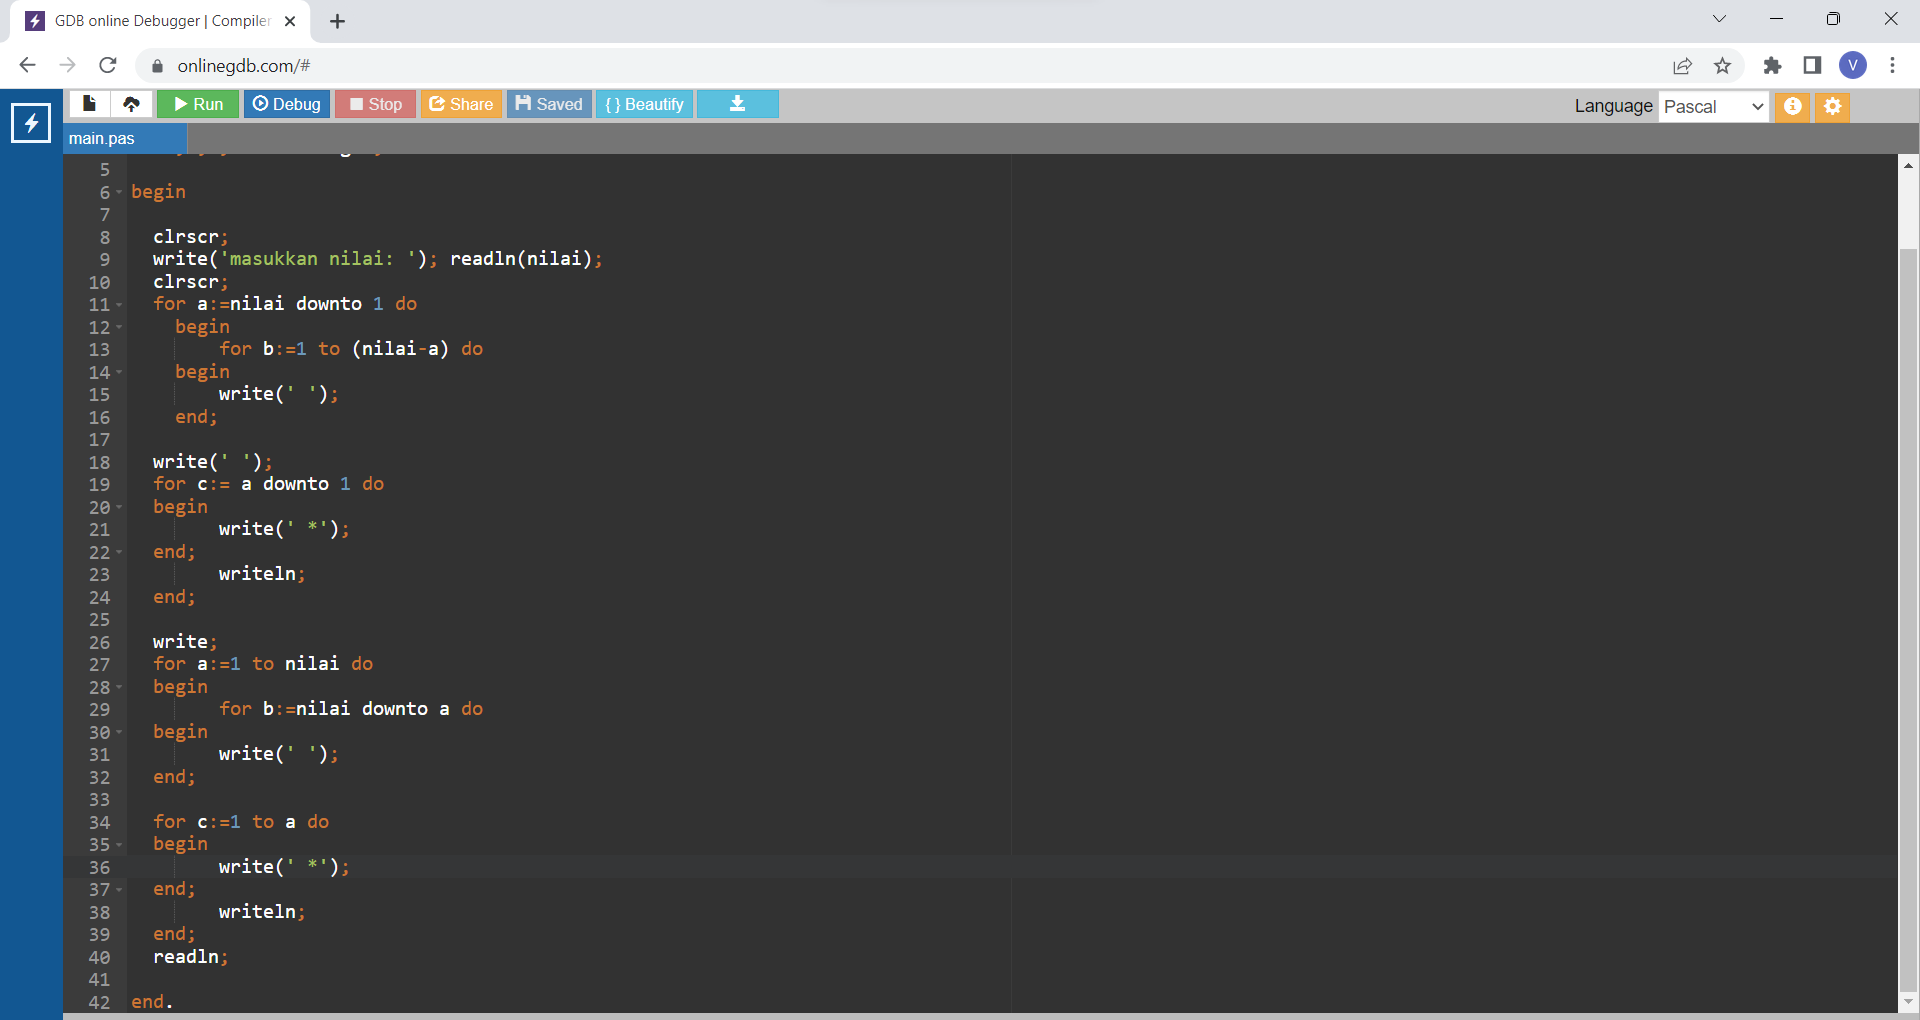 GDB online Debugger | Compiler
onlinegdb.com/#
V
Run Debug Stop Share Saved { } Beautify
Language Pascal
main.pas
5
6 begin
7
8 clrscr;
9 write('masukkan nilai: '); readln(nilai);
10 clrscr;
11 for a:=nilai downto 1 do
12 begin
13 for b:=1 to (nilai-a) do
14 begin
15 write(' ');
16 end;
17
18 write(' ');
19 for c:= a downto 1 do
20 begin
21 write(' *');
22 end;
23 writeln;
24 end;
25
26 write;
27 for a:=1 to nilai do
28 begin
29 for b:=nilai downto a do
30 begin
31 write(' ');
32 end;
33
34 for c:=1 to a do
35 begin
36 write(' *');
37 end;
38 writeln;
39 end;
40 readln;
41
42 end.